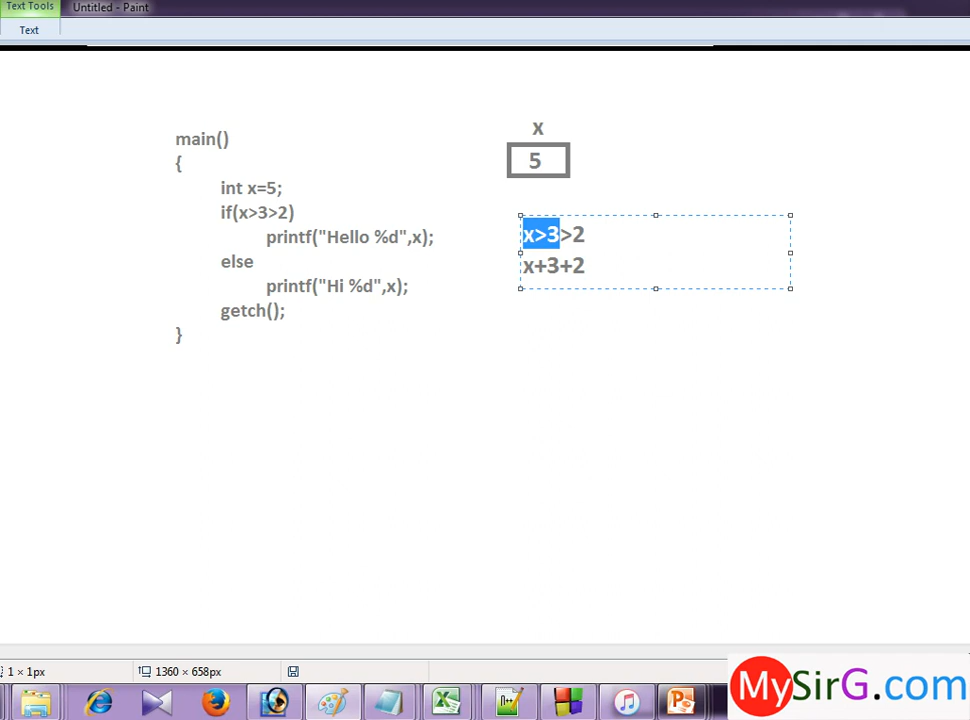 Text Tools
Untitled - Paint
Text
main()
{
int x=5;
if(x>3>2)
printf("Hello %d",x);
else
printf("Hi %d",x);
getch();
}
x
5
x>3>2
x+3+2
1 × 1px
1360 × 658px
MySirG.com